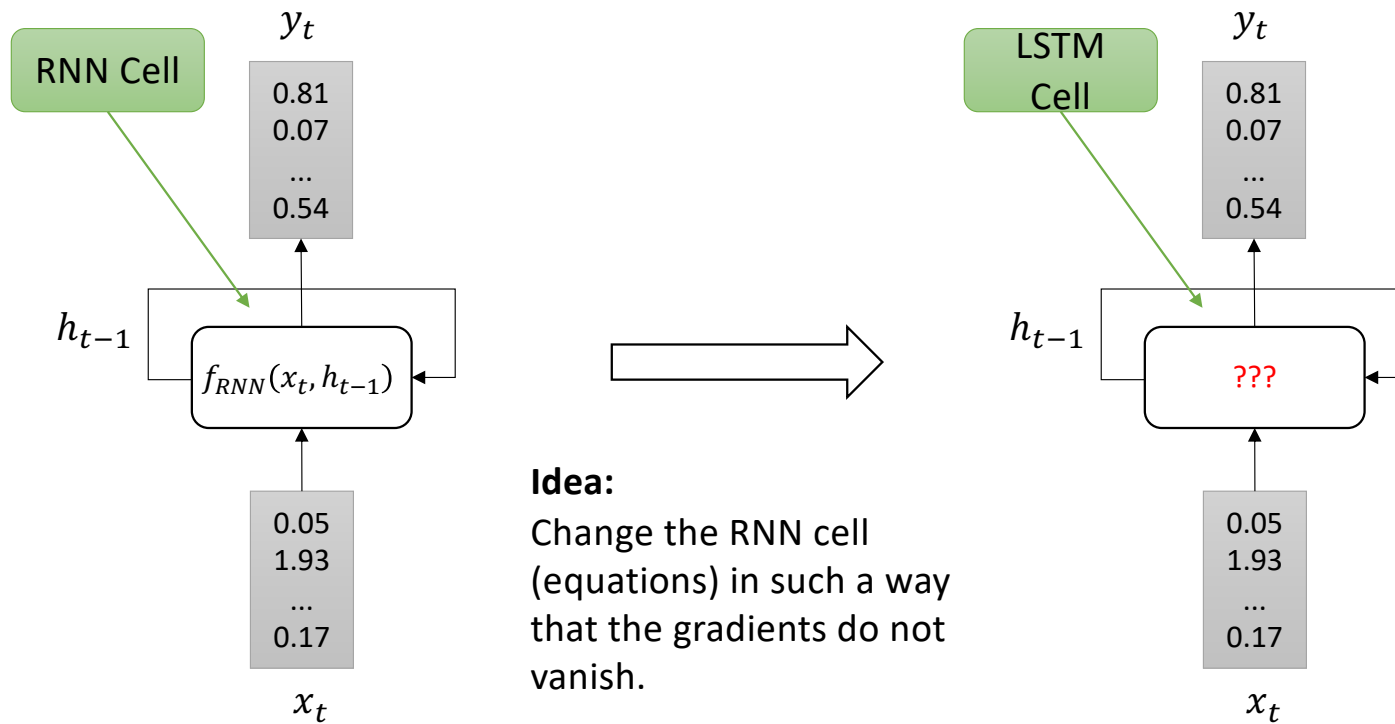 y_t
RNN Cell
0.81
0.07
...
0.54
h_{t-1}
f_{RNN}(x_t, h_{t-1})
0.05
1.93
...
0.17
x_t
Idea:
Change the RNN cell
(equations) in such a way
that the gradients do not
vanish.
y_t
LSTM
Cell
0.81
0.07
...
0.54
h_{t-1}
???
0.05
1.93
...
0.17
x_t